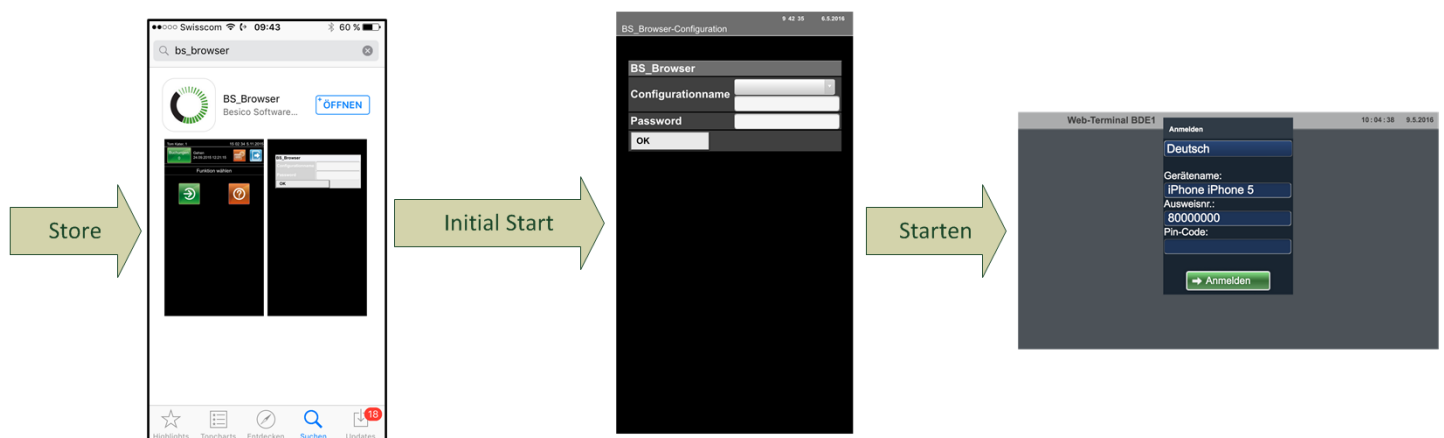 Store
Swisscom 09:43 60 %
bs_browser
BS_Browser
Besico Software...
+ ÖFFNEN
Funktion wählen
BS_Browser
OK
Highlights Topcharts Entdecken Suchen Updates
18
Initial Start
9 42 35 6.5.2016
BS_Browser-Configuration
BS_Browser
Configurationname
Password
OK
Starten
Web-Terminal BDE1
10:04:38 9.5.2016
Anmelden
Deutsch
Gerätename:
iPhone iPhone 5
Ausweisnr.:
80000000
Pin-Code:
Anmelden